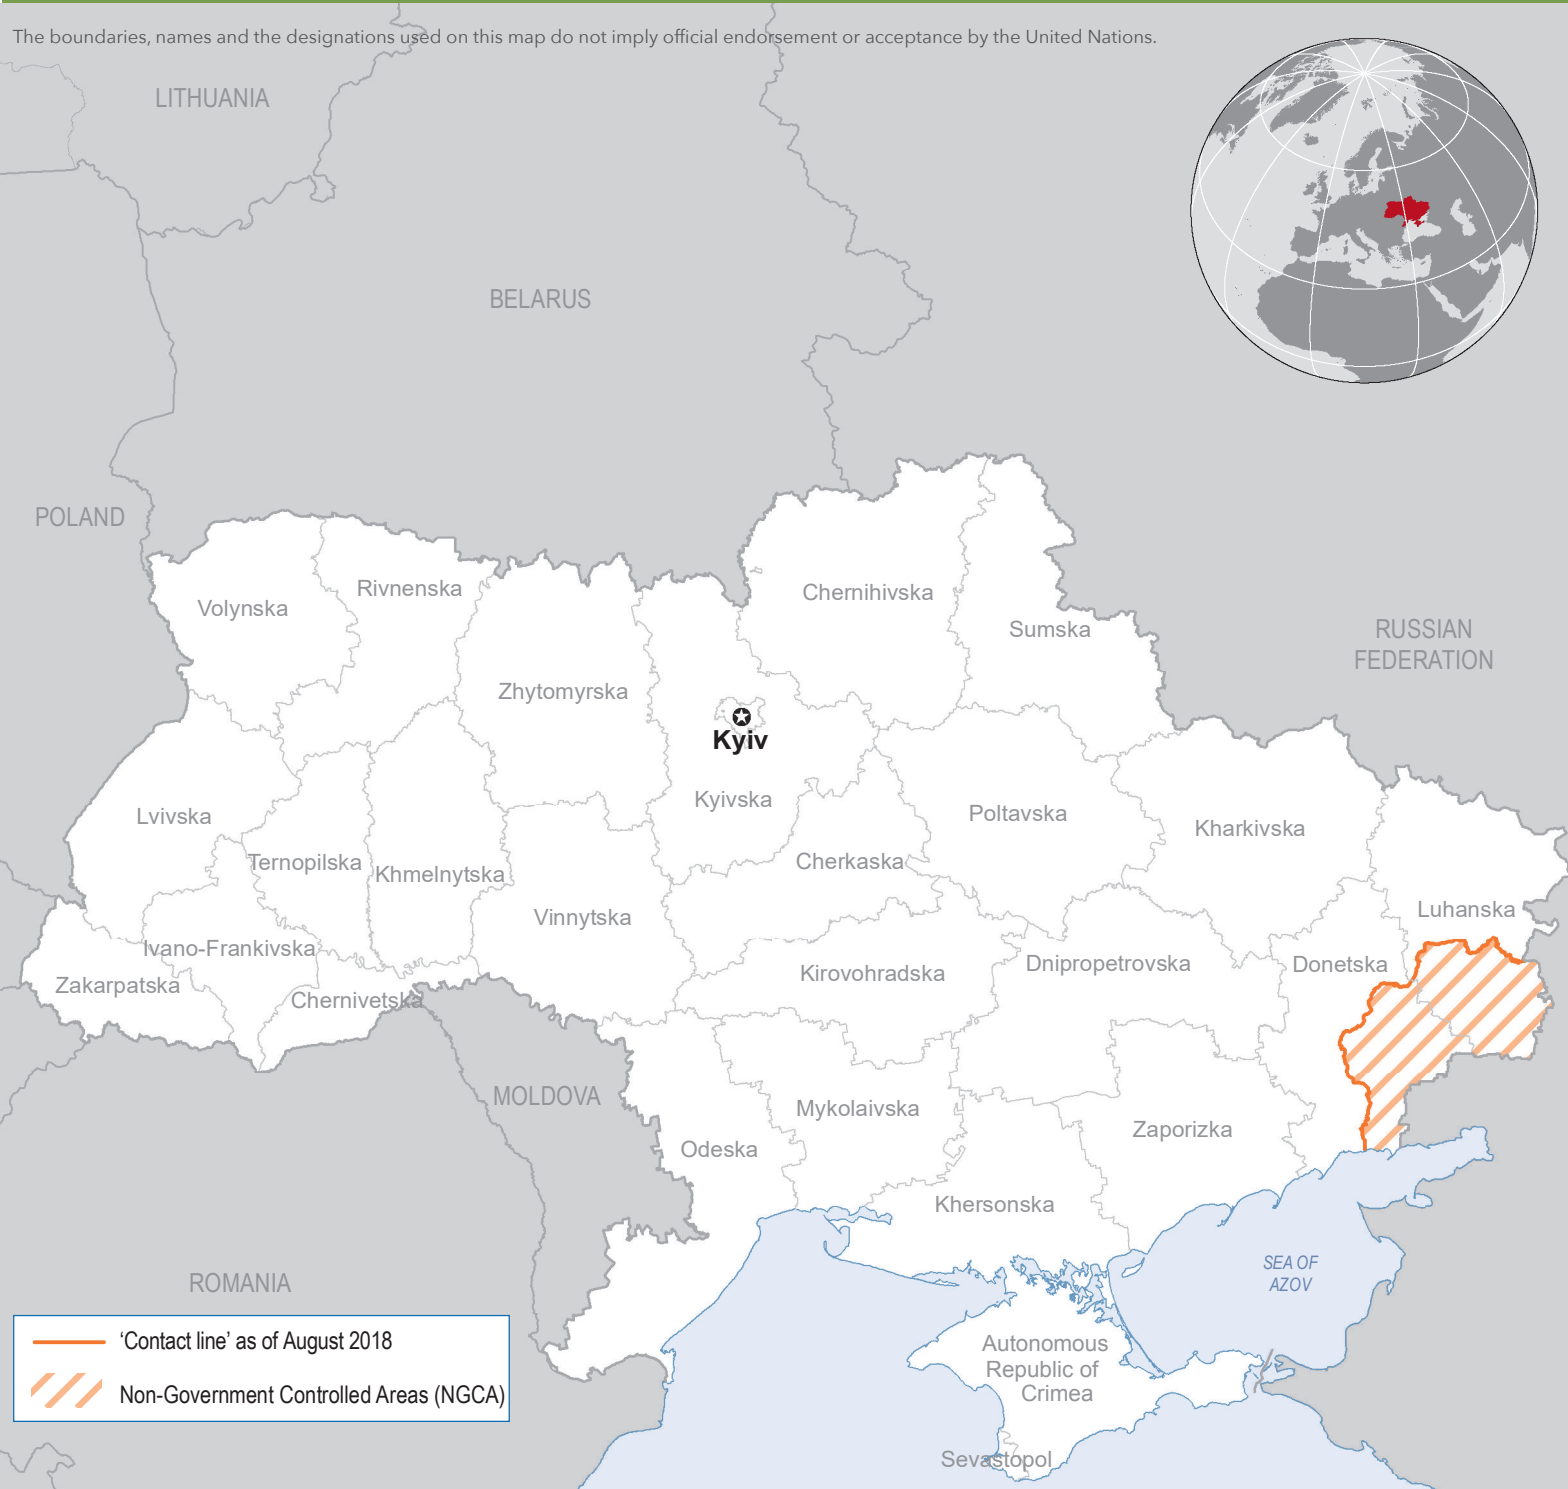 The boundaries, names and the designations used on this map do not imply official endorsement or acceptance by the United Nations.
LITHUANIA
BELARUS
POLAND
RUSSIAN
FEDERATION
Volynska
Rivnenska
Chernihivska
Sumska
Zhytomyrska
Kyiv
Kyivska
Lvivska
Poltavska
Kharkivska
Ternopilska
Khmelnytska
Cherkaska
Vinnytska
Luhanska
Ivano-Frankivska
Zakarpatska
Chernivetska
Kirovohradska
Dnipropetrovska
Donetska
MOLDOVA
Odeska
Mykolaivska
Zaporizka
Khersonska
SEA OF
AZOV
ROMANIA
Autonomous
Republic of
Crimea
Sevastopol
‘Contact line’ as of August 2018
Non-Government Controlled Areas (NGCA)